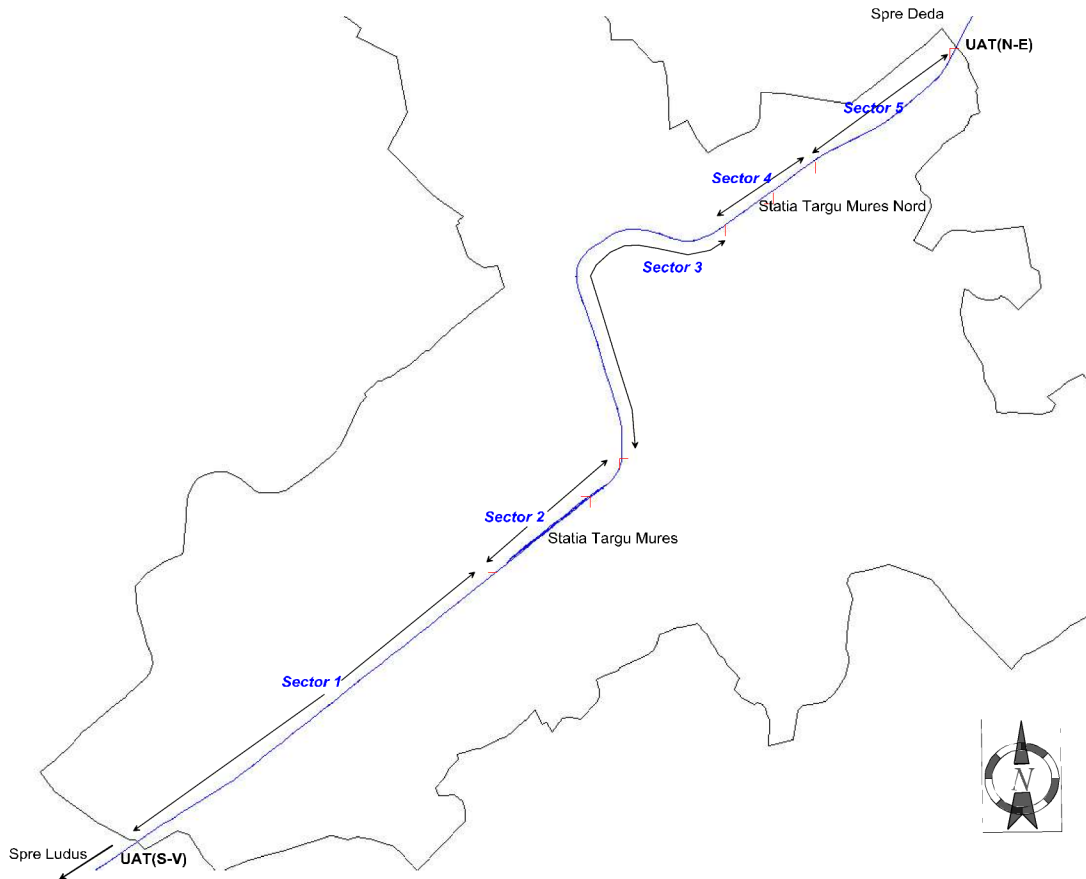 Spre Deda
UAT(N-E)
Sector 5
Sector 4
Statia Targu Mures Nord
Sector 3
Sector 2
Statia Targu Mures
Sector 1
N
Spre Ludus
UAT(S-V)